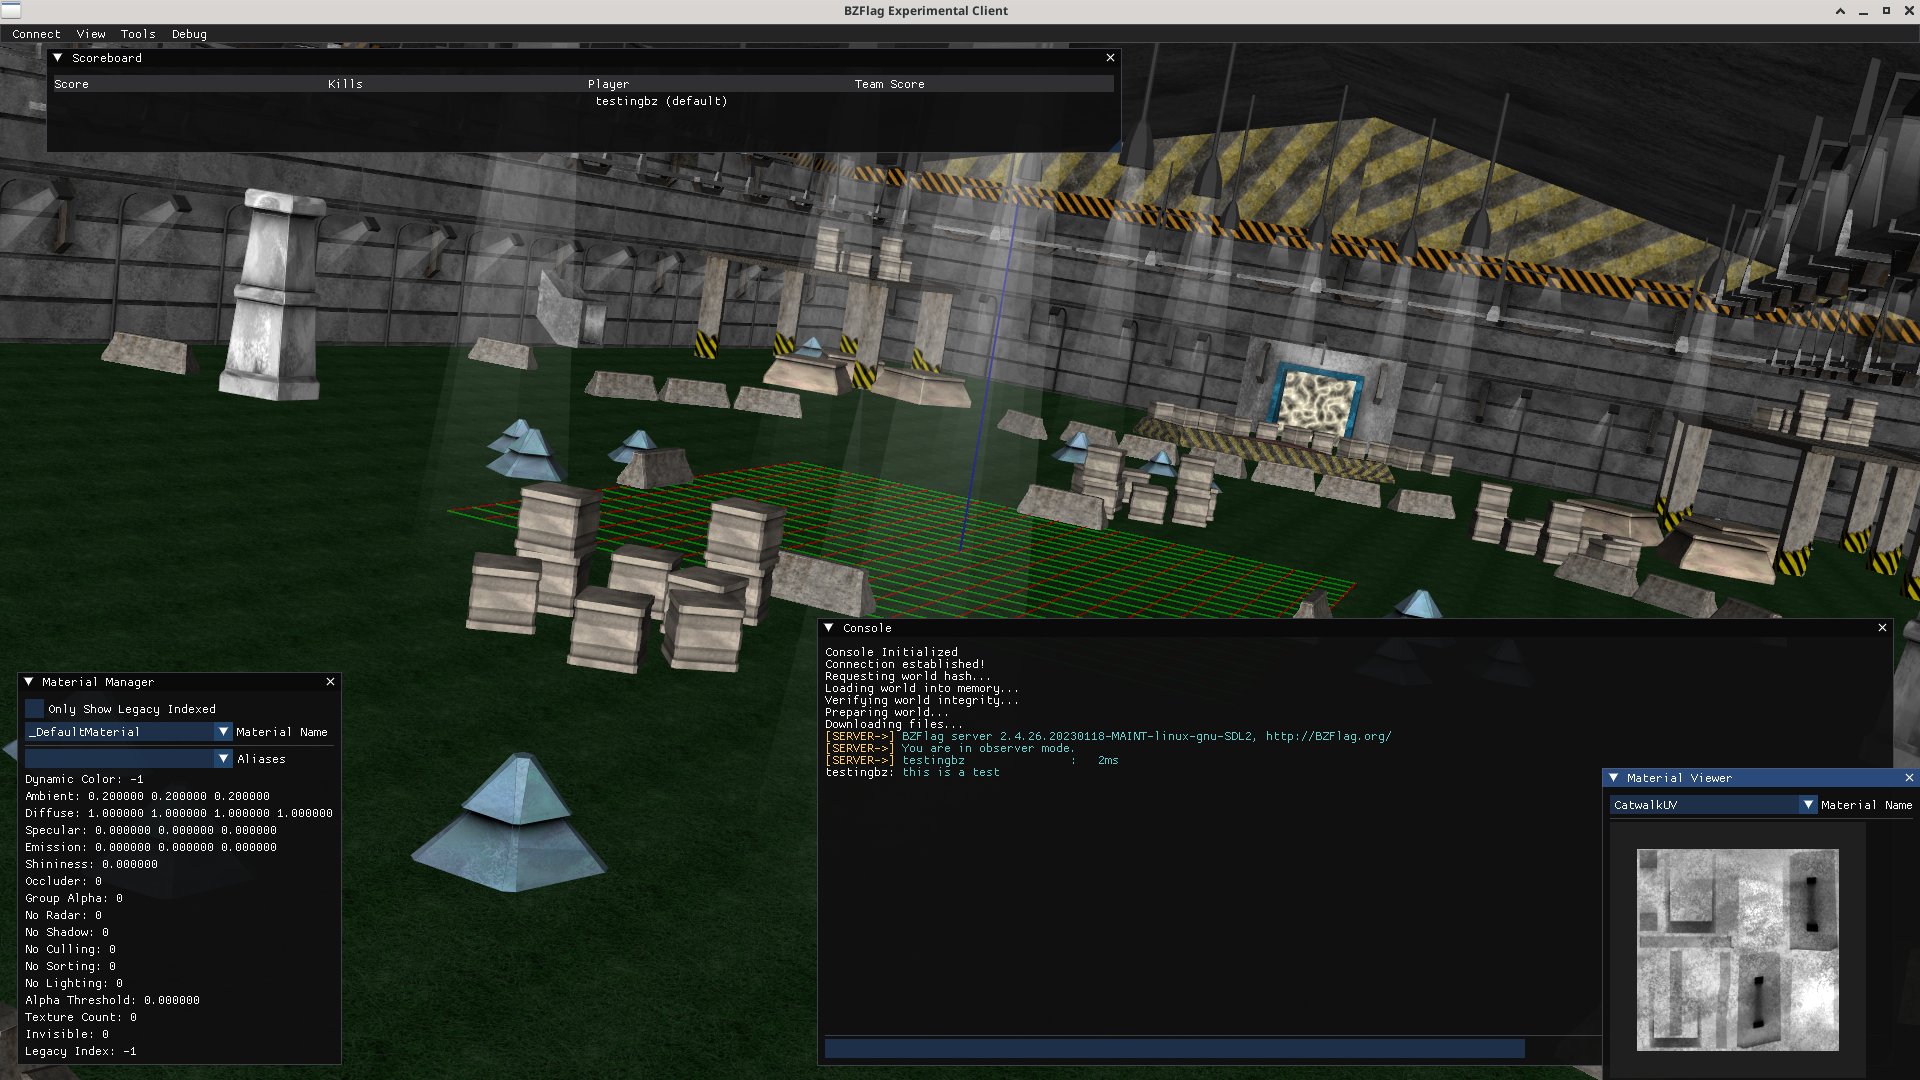 BZFlag Experimental Client
Connect View Tools Debug
Scoreboard
Score Kills Player Team Score
testingbz (default)
Material Manager
Only Show Legacy Indexed
_DefaultMaterial Material Name
Aliases
Dynamic Color: -1
Ambient: 0.200000 0.200000 0.200000
Diffuse: 1.000000 1.000000 1.000000 1.000000
Specular: 0.000000 0.000000 0.000000
Emission: 0.000000 0.000000 0.000000
Shininess: 0.000000
Occluder: 0
Group Alpha: 0
No Radar: 0
No Shadow: 0
No Culling: 0
No Sorting: 0
No Lighting: 0
Alpha Threshold: 0.000000
Texture Count: 0
Invisible: 0
Legacy Index: -1
Console
Console Initialized
Connection established!
Requesting world hash...
Loading world into memory...
Verifying world integrity...
Preparing world...
Downloading files...
[SERVER->] BZFlag server 2.4.26.20230118-MAINT-linux-gnu-SDL2, http://BZFlag.org/
[SERVER->] You are in observer mode.
[SERVER->] testingbz : 2ms
testingbz: this is a test
Material Viewer
CatwalkUV Material Name